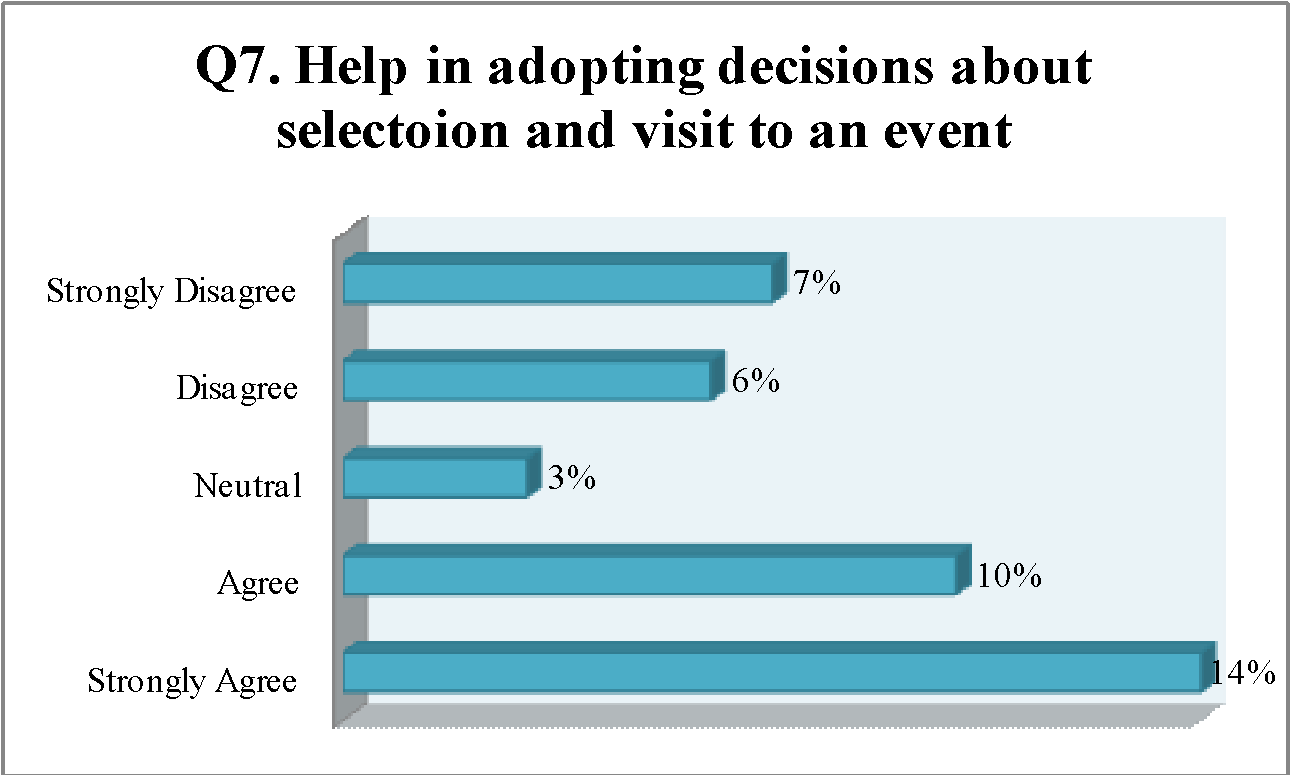 Q7. Help in adopting decisions about
selectoion and visit to an event
Strongly Disagree
7%
Disagree
6%
Neutral
3%
Agree
10%
Strongly Agree
14%